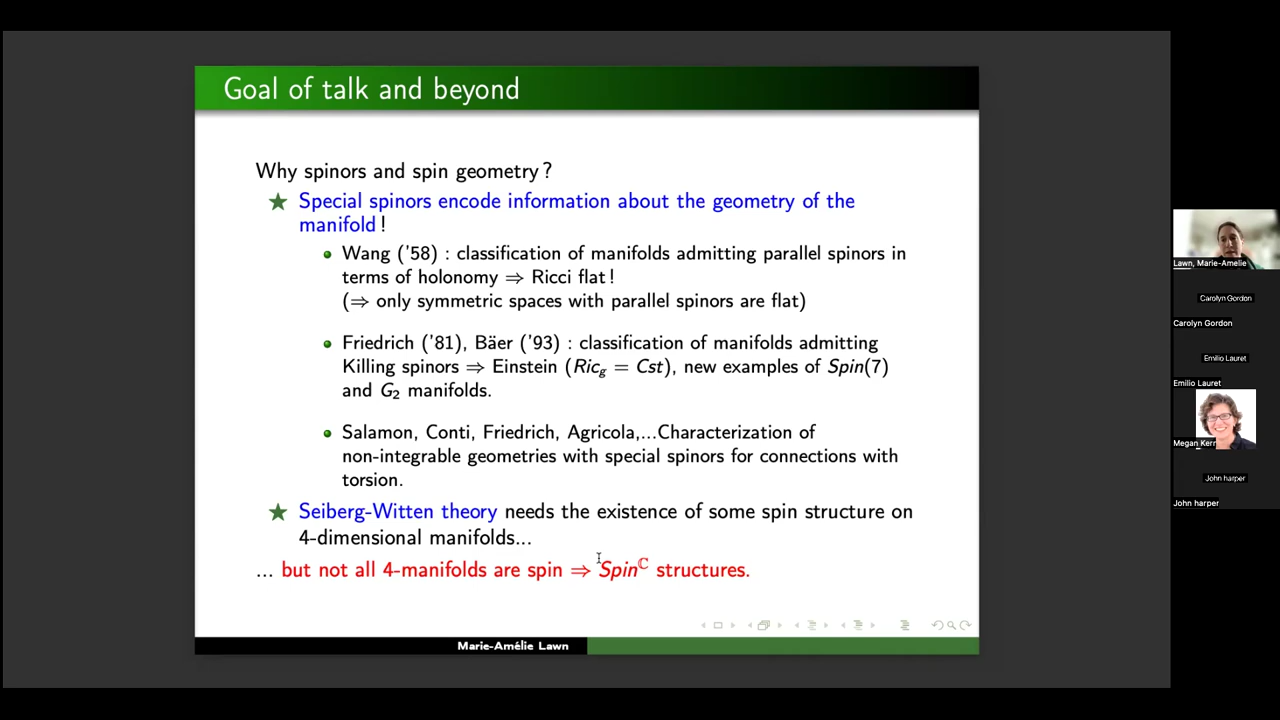 Goal of talk and beyond
Why spinors and spin geometry ?
Special spinors encode information about the geometry of the
manifold !
Wang ('58) : classification of manifolds admitting parallel spinors in
terms of holonomy ⇒ Ricci flat !
(⇒ only symmetric spaces with parallel spinors are flat)
Friedrich ('81), Bäer ('93) : classification of manifolds admitting
Killing spinors ⇒ Einstein (Ric_g = Cst), new examples of Spin(7)
and G₂ manifolds.
Salamon, Conti, Friedrich, Agricola,...Characterization of
non-integrable geometries with special spinors for connections with
torsion.
Seiberg-Witten theory needs the existence of some spin structure on
4-dimensional manifolds...
... but not all 4-manifolds are spin ⇒ Spin^ℂ structures.
Marie-Amélie Lawn
Lawn, Marie-Amelie
Carolyn Gordon
Carolyn Gordon
Emilio Lauret
Emilio Lauret
Megan Kerr
John harper
John harper